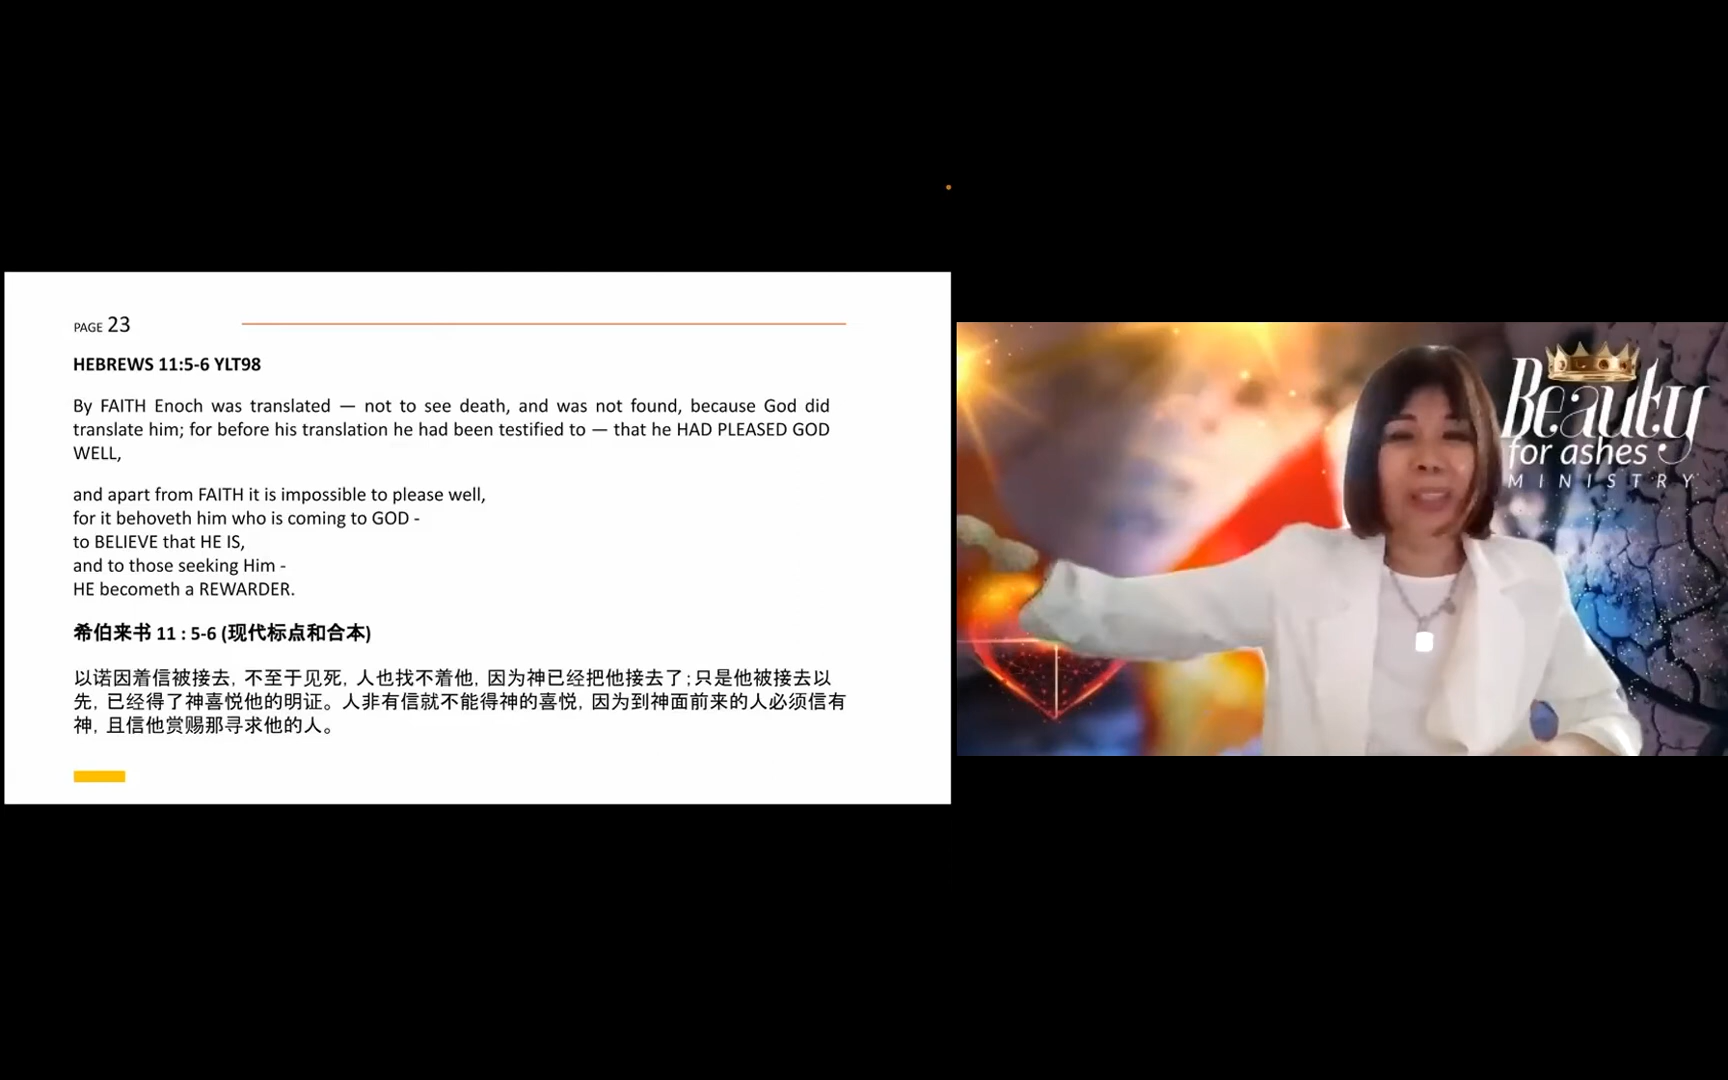 PAGE 23
HEBREWS 11:5-6 YLT98
By FAITH Enoch was translated — not to see death, and was not found, because God did
translate him; for before his translation he had been testified to — that he HAD PLEASED GOD
WELL,
and apart from FAITH it is impossible to please well,
for it behoveth him who is coming to GOD -
to BELIEVE that HE IS,
and to those seeking Him -
HE becometh a REWARDER.
希伯来书 11 : 5-6 (现代标点和合本)
以诺因着信被接去, 不至于见死, 人也找不着他, 因为神已经把他接去了;只是他被接去以
先, 已经得了神喜悦他的明证。人非有信就不能得神的喜悦, 因为到神面前来的人必须信有
神, 且信他赏赐那寻求他的人。
Beauty
for ashes
MINISTRY